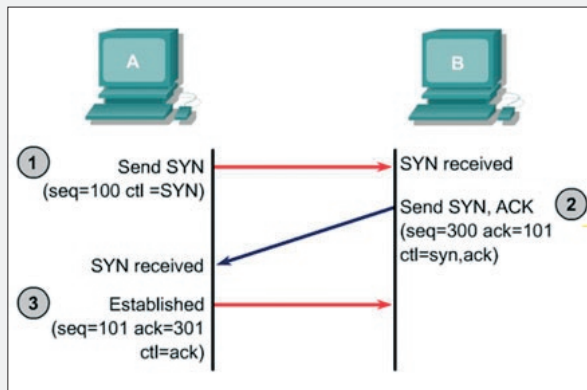 A
B
1
Send SYN
(seq=100 ctl =SYN)
SYN received
Send SYN, ACK
2
(seq=300 ack=101
ctl=syn,ack)
SYN received
3
Established
(seq=101 ack=301
ctl=ack)